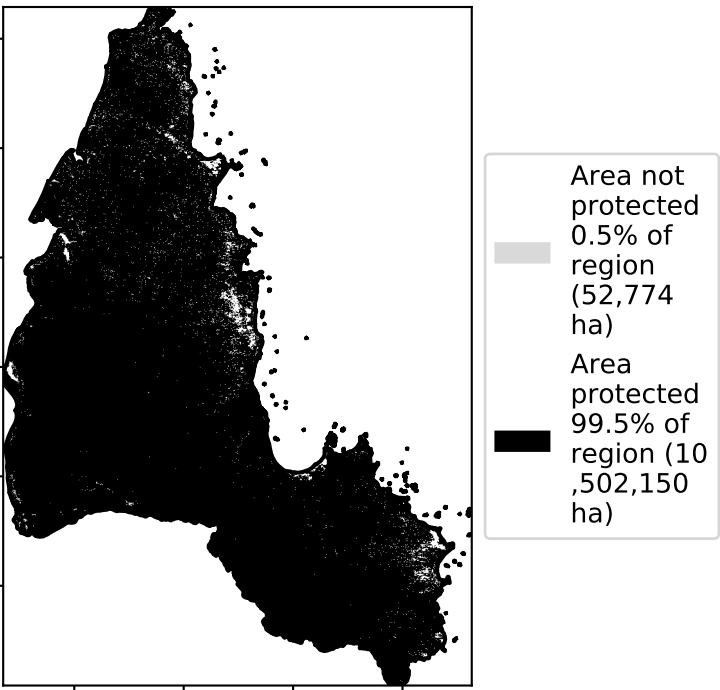 Area not
protected
0.5% of
region
(52,774
ha)
Area
protected
99.5% of
region (10
,502,150
ha)